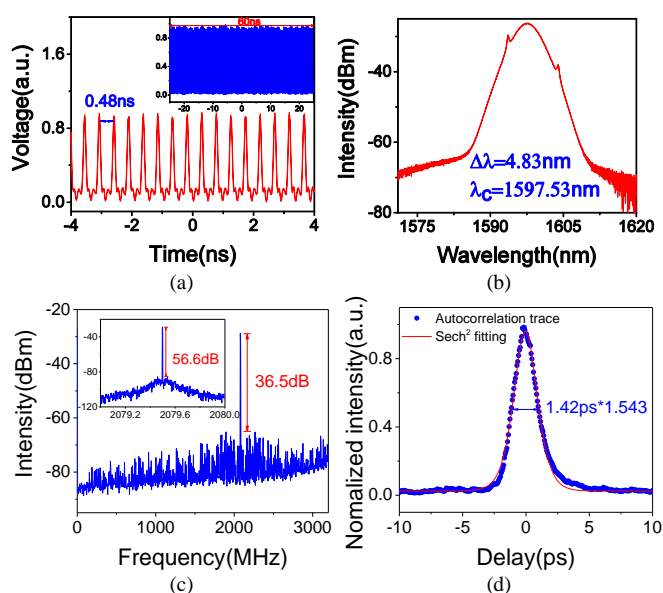 Voltage(a.u.)
1.8
1.2
0.6
0.0
0.48ns
60ns
0.8
0.4
0.0
-20 -10 0 10 20
-4 -2 0 2 4
Time(ns)
(a)
Intensity(dBm)
-40
-60
-80
Δλ=4.83nm
λC=1597.53nm
1575 1590 1605 1620
Wavelength(nm)
(b)
Intensity(dBm)
-20
-40
-60
-80
-40
-80
-120
56.6dB
2079.2 2079.6 2080.0
36.5dB
0 1000 2000 3000
Frequency(MHz)
(c)
Nomalized intensity(a.u.)
0.8
0.4
0.0
Autocorrelation trace
Sech2 fitting
1.42ps*1.543
-10 -5 0 5 10
Delay(ps)
(d)